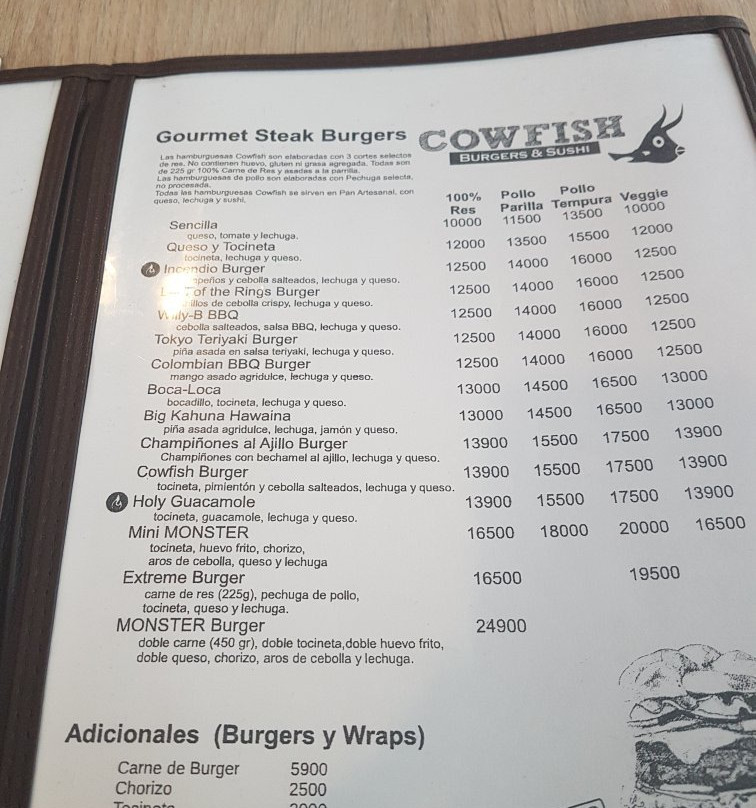 Gourmet Steak Burgers
COWFISH
BURGERS & SUSHI
Las hamburguesas Cowfish son elaboradas con 3 cortes selectos
de res. No contienen huevo, gluten ni grasa agregada. Todas son
de 225 gr 100% Carne de Res y asadas a la parrilla.
Las hamburguesas de pollo son elaboradas con Pechuga selecta,
no procesada.
Todas las hamburguesas Cowfish se sirven en Pan Artesanal, con
queso, lechuga y sushi.
100% Res Pollo Parilla Pollo Tempura Veggie
Sencilla 10000 11500 13500 10000
queso, tomate y lechuga.
Queso y Tocineta 12000 13500 15500 12000
tocineta, lechuga y queso.
Incendio Burger 12500 14000 16000 12500
peños y cebolla salteados, lechuga y queso.
of the Rings Burger 12500 14000 16000 12500
illos de cebolla crispy, lechuga y queso.
Willy-B BBQ 12500 14000 16000 12500
cebolla salteados, salsa BBQ, lechuga y queso.
Tokyo Teriyaki Burger 12500 14000 16000 12500
piña asada en salsa teriyaki, lechuga y queso.
Colombian BBQ Burger 12500 14000 16000 12500
mango asado agridulce, lechuga y queso.
Boca-Loca 13000 14500 16500 13000
bocadillo, tocineta, lechuga y queso.
Big Kahuna Hawaina 13000 14500 16500 13000
piña asada agridulce, lechuga, jamón y queso.
Champiñones al Ajillo Burger 13900 15500 17500 13900
Champiñones con bechamel al ajillo, lechuga y queso.
Cowfish Burger 13900 15500 17500 13900
tocineta, pimientón y cebolla salteados, lechuga y queso.
Holy Guacamole 13900 15500 17500 13900
tocineta, guacamole, lechuga y queso.
Mini MONSTER 16500 18000 20000 16500
tocineta, huevo frito, chorizo,
aros de cebolla, queso y lechuga
Extreme Burger 16500 19500
carne de res (225g), pechuga de pollo,
tocineta, queso y lechuga.
MONSTER Burger 24900
doble carne (450 gr), doble tocineta,doble huevo frito,
doble queso, chorizo, aros de cebolla y lechuga.
Adicionales (Burgers y Wraps)
Carne de Burger 5900
Chorizo 2500